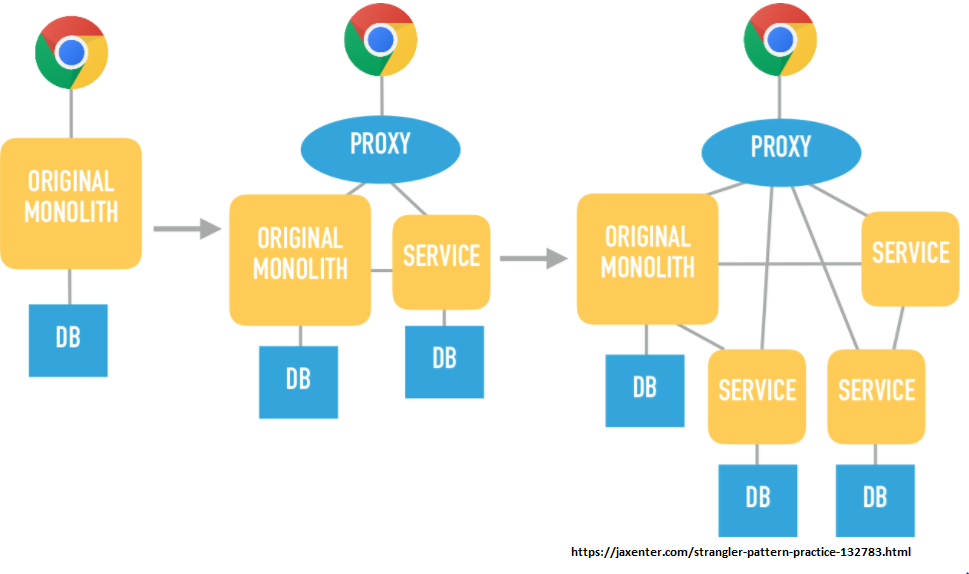 ORIGINAL
MONOLITH
DB
PROXY
ORIGINAL
MONOLITH
SERVICE
DB
DB
PROXY
ORIGINAL
MONOLITH
SERVICE
DB
SERVICE
SERVICE
DB
DB
https://jaxenter.com/strangler-pattern-practice-132783.html